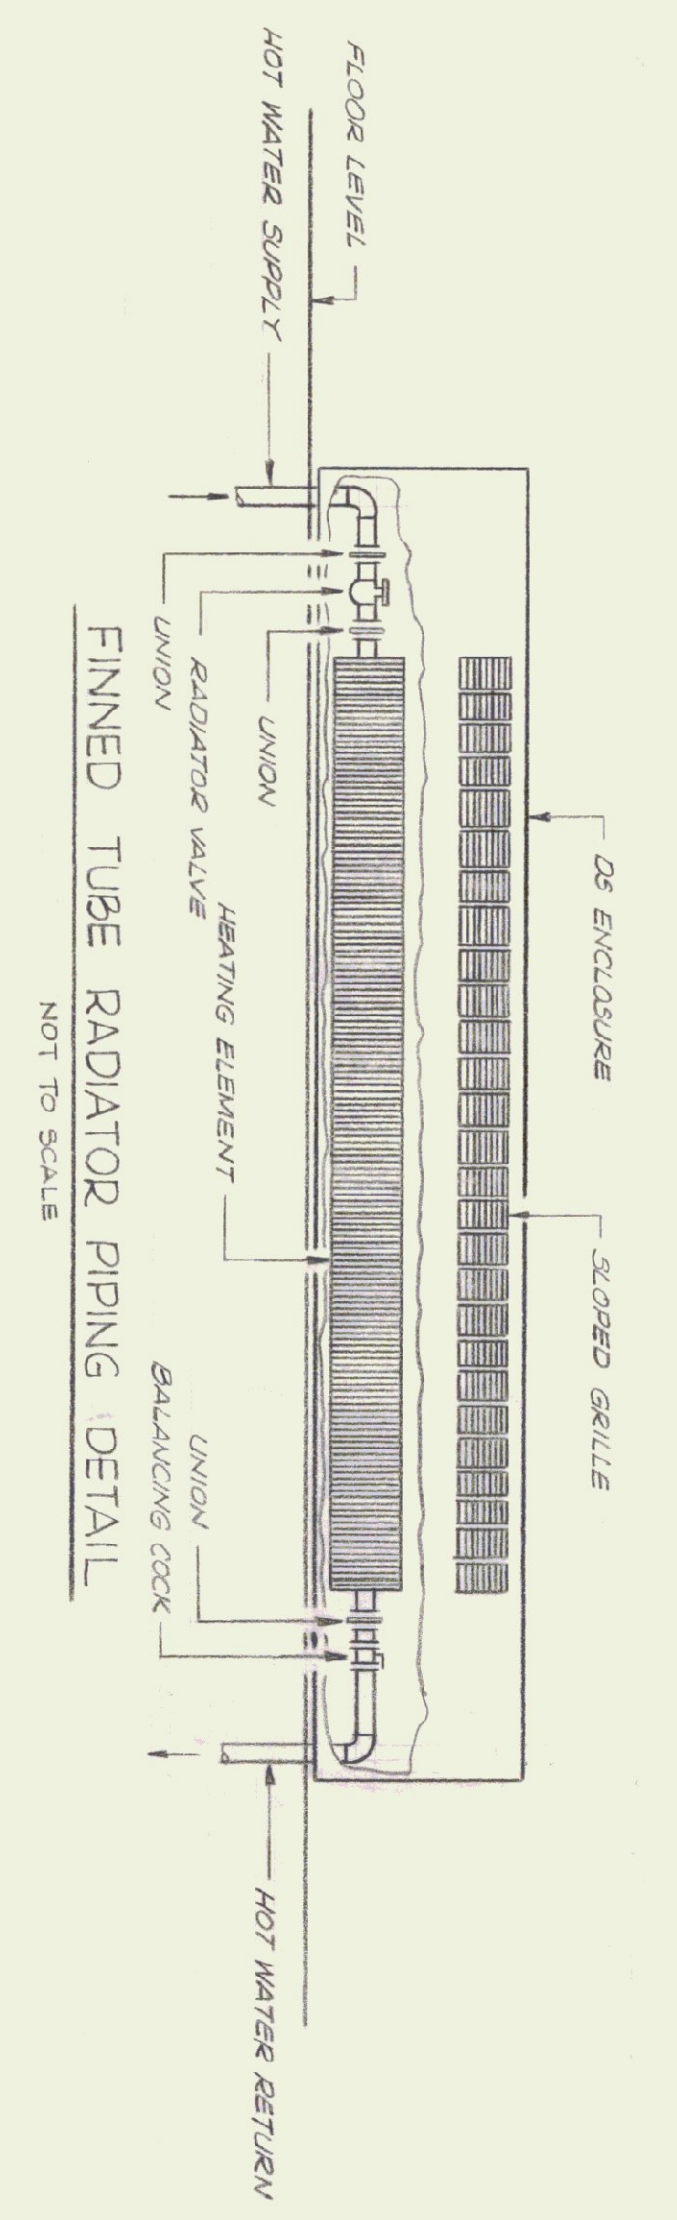 FLOOR LEVEL
HOT WATER SUPPLY
DS ENCLOSURE
SLOPED GRILLE
UNION
RADIATOR VALVE
UNION
HEATING ELEMENT
UNION
BALANCING COCK
HOT WATER RETURN
FINNED TUBE RADIATOR PIPING DETAIL
NOT TO SCALE